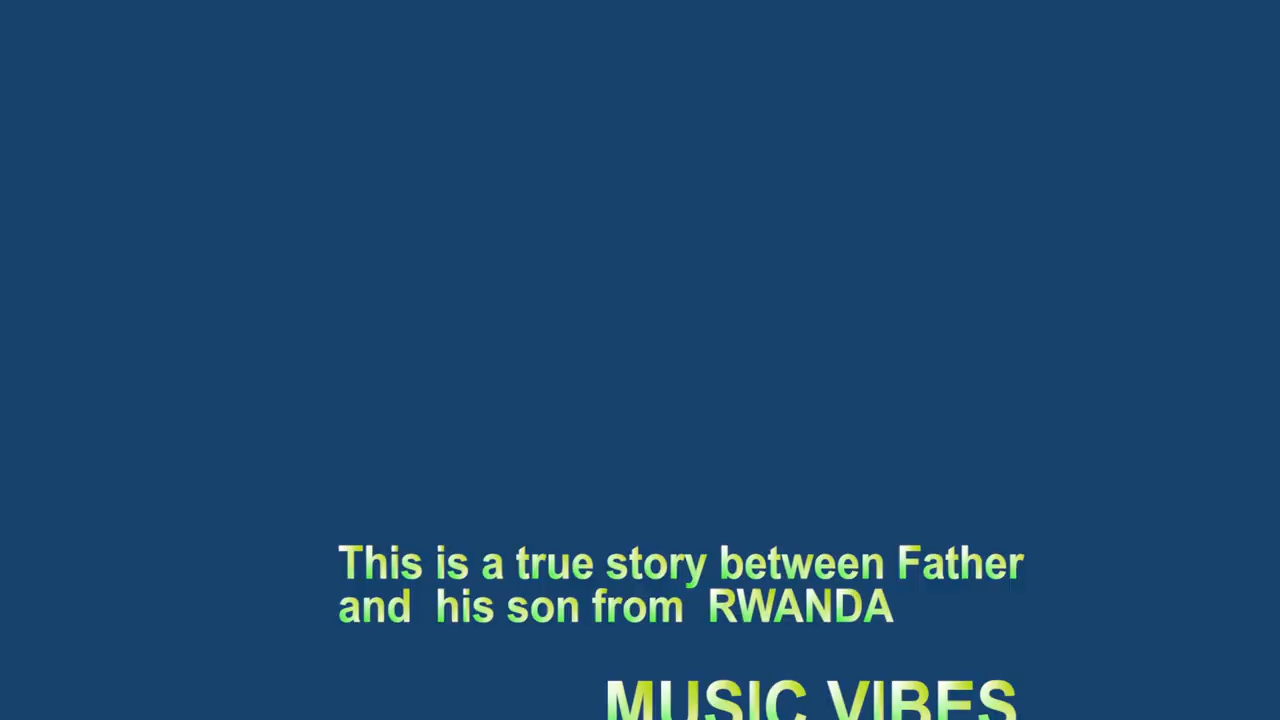 This is a true story between Father
and his son from RWANDA
MUSIC VIBES